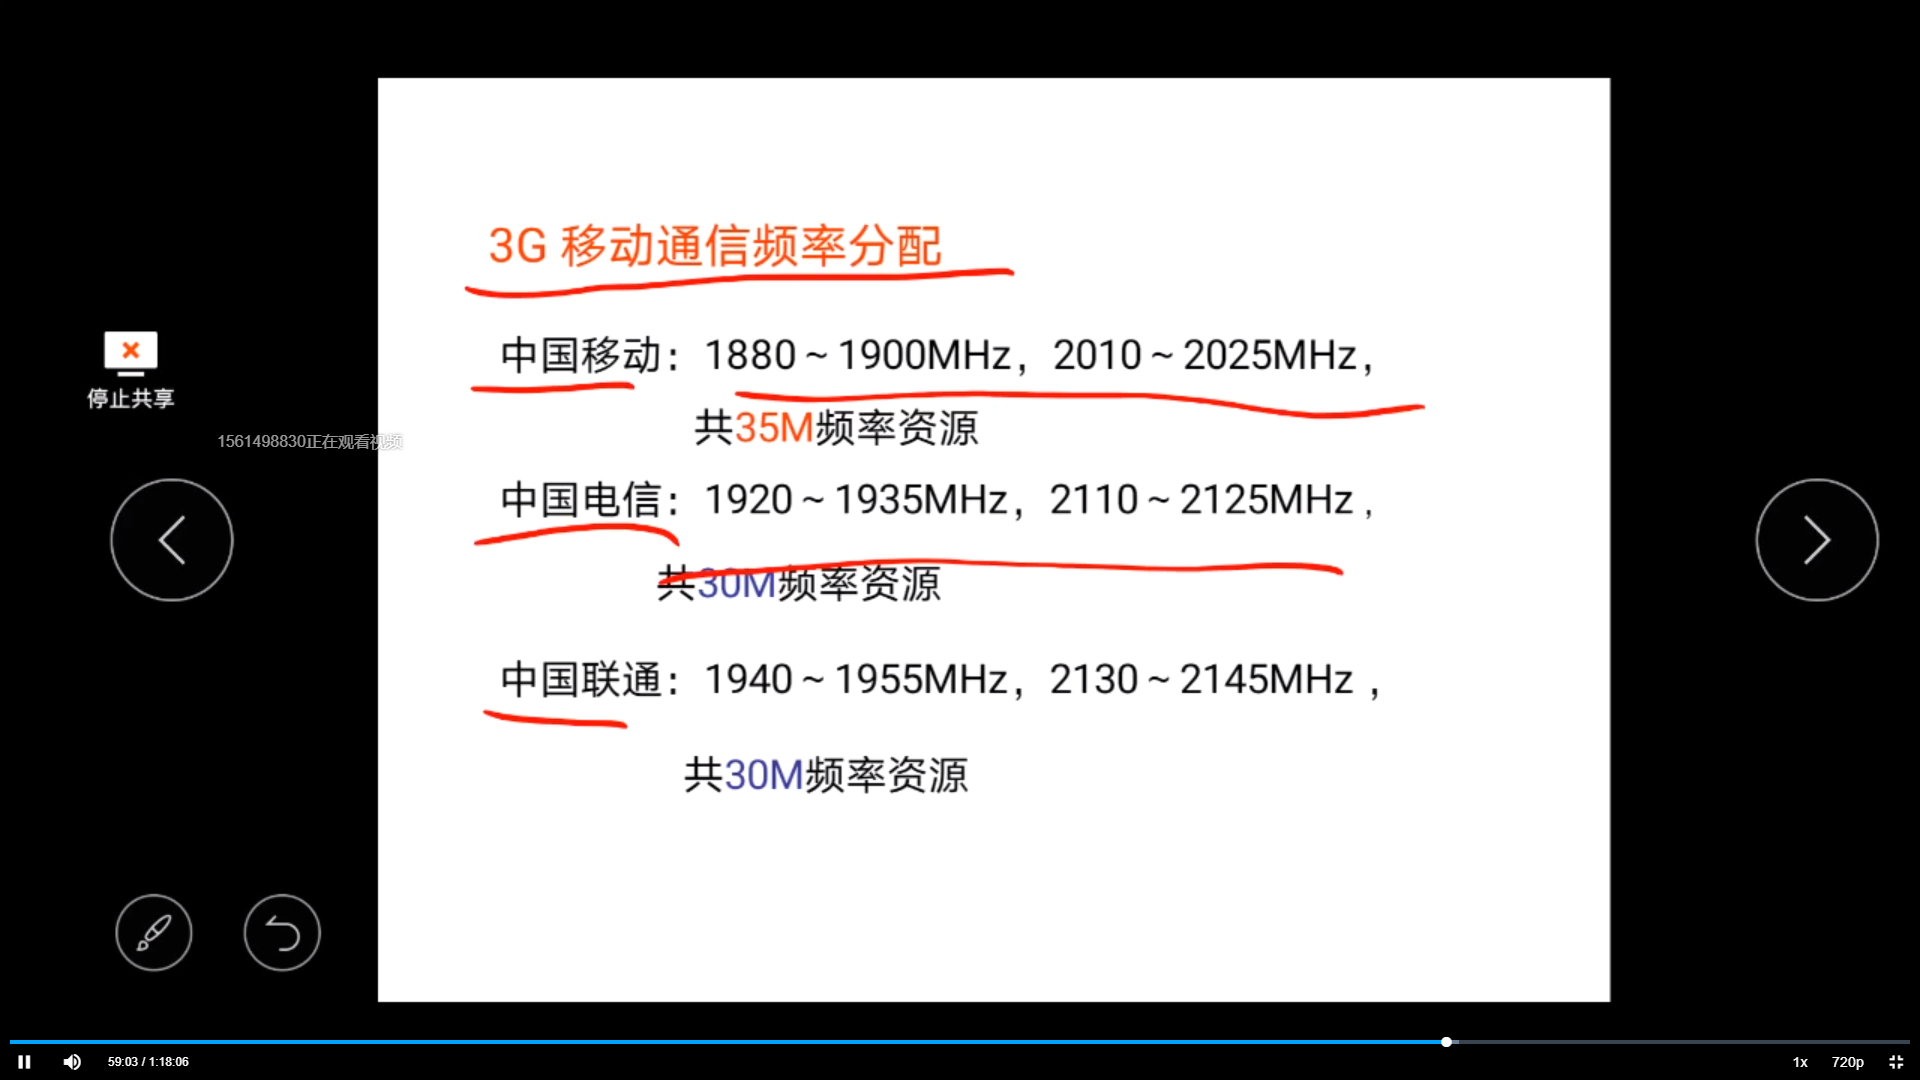 3G 移动通信频率分配
中国移动：1880～1900MHz，2010～2025MHz，
停止共享
共35M频率资源
1561498830正在观看视频
中国电信：1920～1935MHz，2110～2125MHz，
共30M频率资源
中国联通：1940～1955MHz，2130～2145MHz，
共30M频率资源
59:03 / 1:18:06
1x
720p